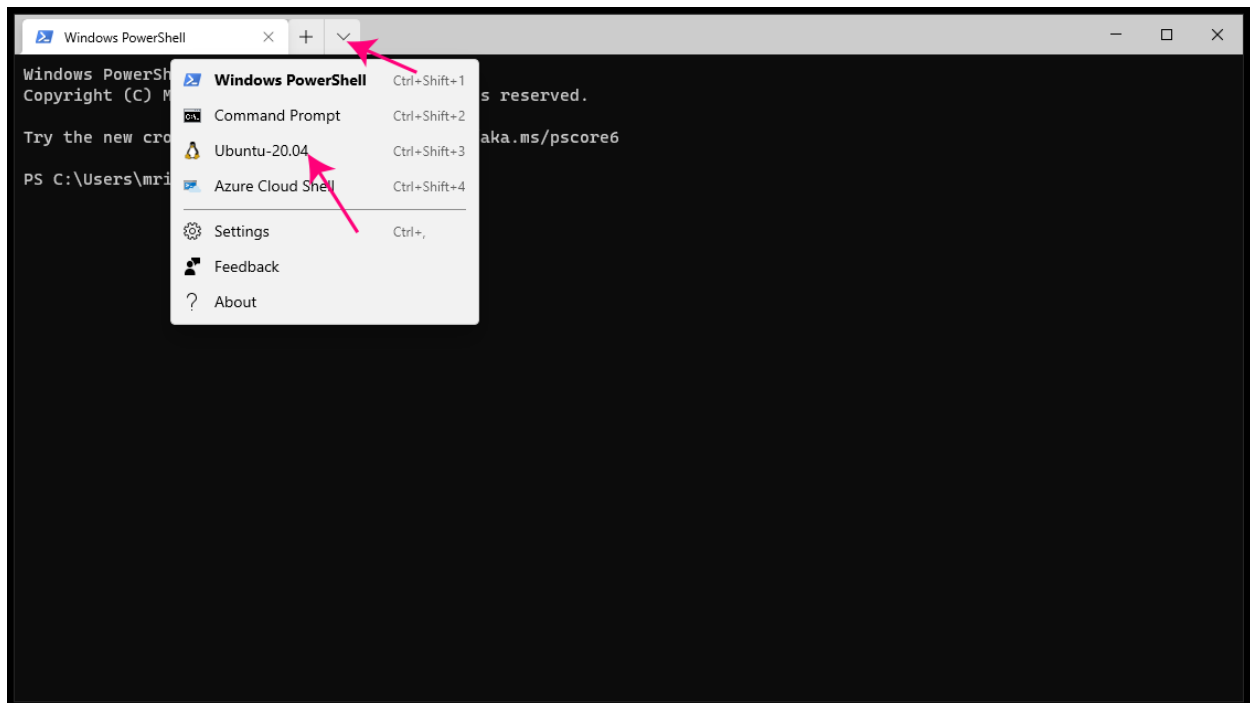 Windows PowerShell
Windows PowerSh
Copyright (C) M s reserved.
Try the new cro aka.ms/pscore6
PS C:\Users\mri
Windows PowerShell Ctrl+Shift+1
Command Prompt Ctrl+Shift+2
Ubuntu-20.04 Ctrl+Shift+3
Azure Cloud Shell Ctrl+Shift+4
Settings Ctrl+,
Feedback
About